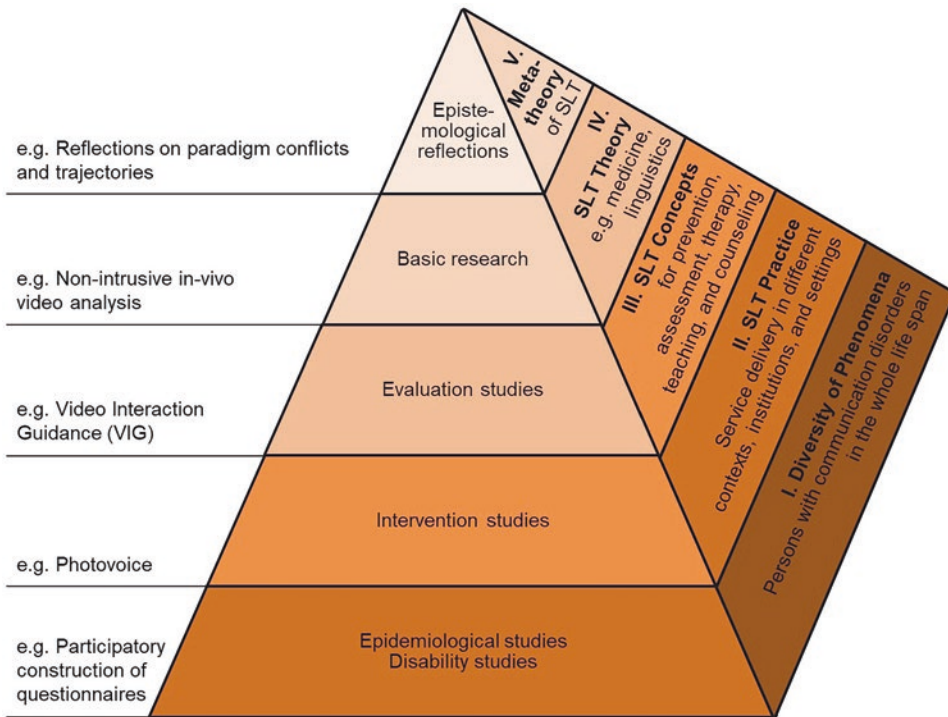 e.g. Reflections on paradigm conflicts
and trajectories
e.g. Non-intrusive in-vivo
video analysis
e.g. Video Interaction
Guidance (VIG)
e.g. Photovoice
e.g. Participatory
construction of
questionnaires
Episte-
mological
reflections
Basic research
Evaluation studies
Intervention studies
Epidemiological studies
Disability studies
V.
Meta-
theory
of SLT
IV.
SLT Theory
e.g. medicine,
linguistics
III. SLT Concepts
for prevention,
assessment, therapy,
teaching, and counseling
II. SLT Practice
Service delivery in different
contexts, institutions, and settings
I. Diversity of Phenomena
Persons with communication disorders
in the whole life span